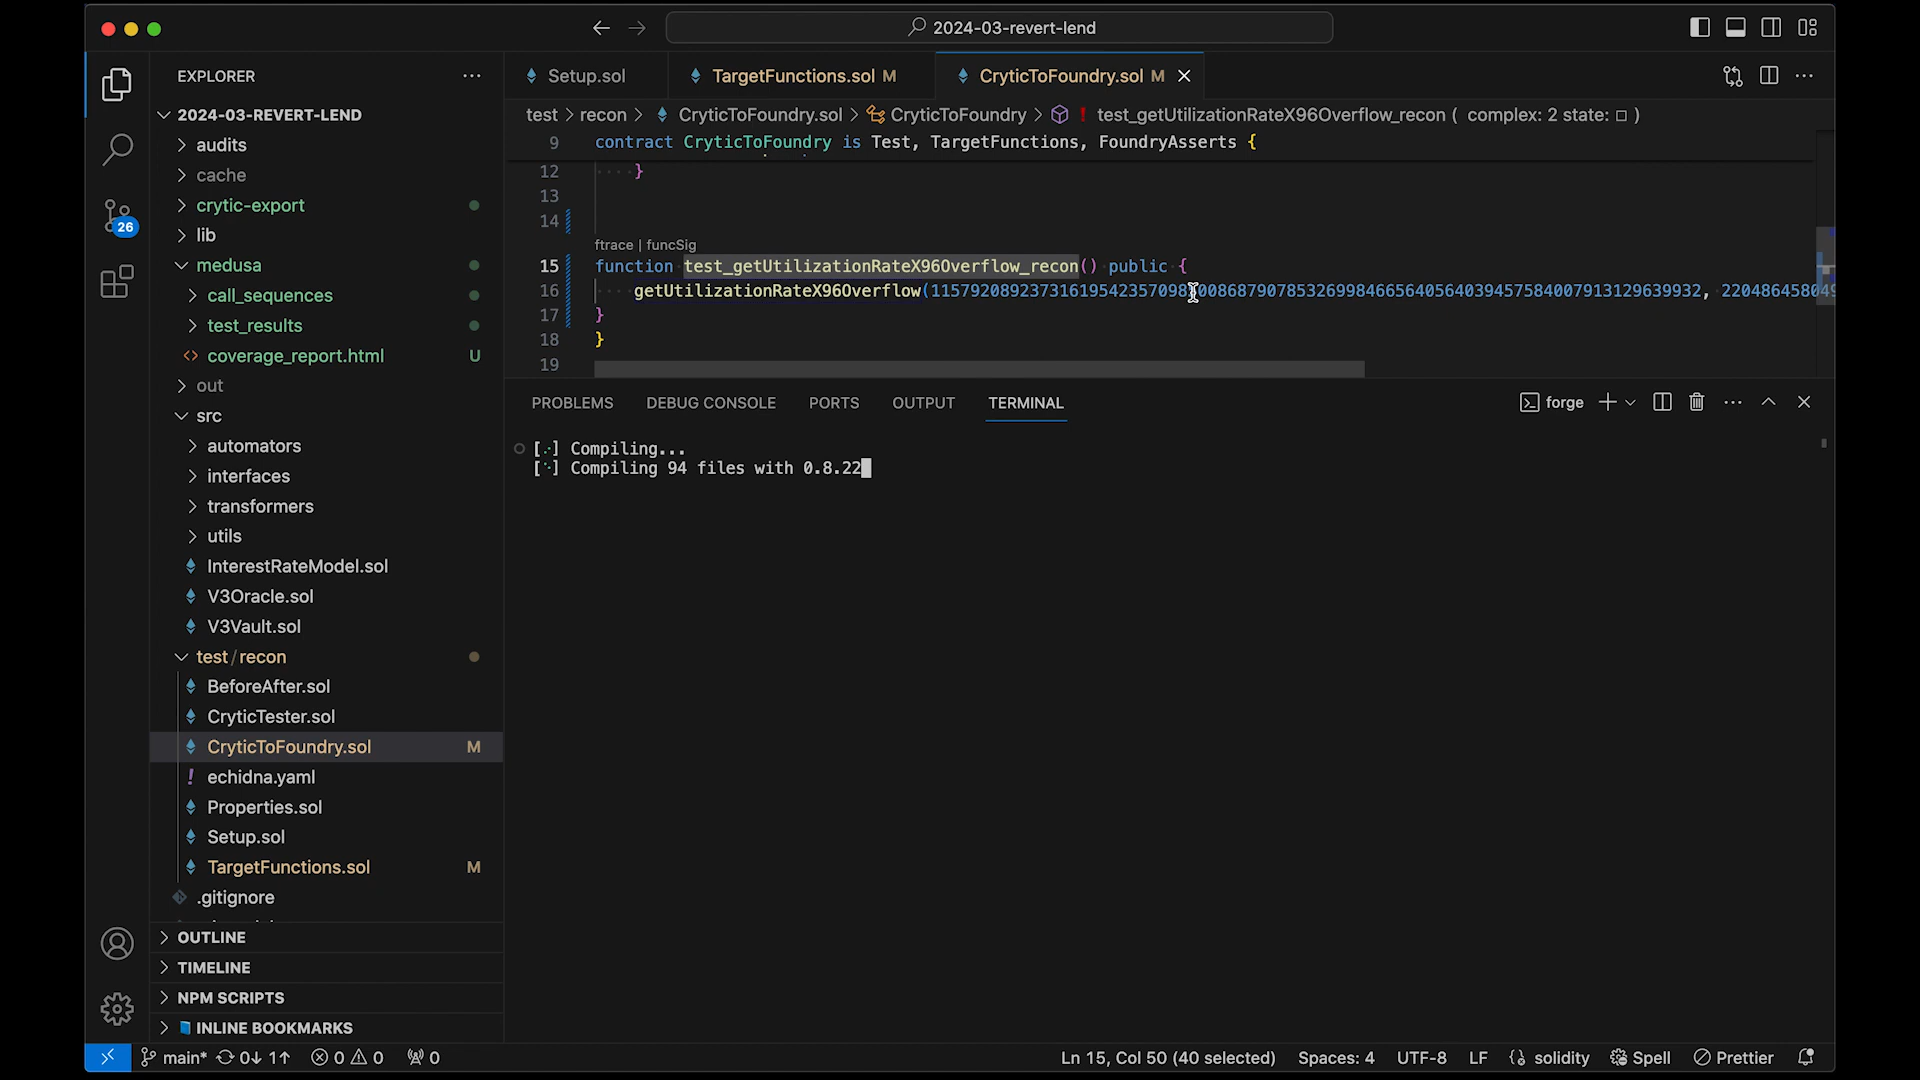 2024-03-revert-lend
EXPLORER
Setup.sol
TargetFunctions.sol M
CryticToFoundry.sol M
2024-03-REVERT-LEND
test > recon > CryticToFoundry.sol > CryticToFoundry > ! test_getUtilizationRateX96Overflow_recon ( complex: 2 state: □ )
9 contract CryticToFoundry is Test, TargetFunctions, FoundryAsserts {
12 }
13
14
ftrace | funcSig
15 function test_getUtilizationRateX96Overflow_recon() public {
16 getUtilizationRateX96Overflow(
17 }
18 }
19
audits
cache
crytic-export
lib
medusa
call_sequences
test_results
coverage_report.html U
out
src
automators
interfaces
transformers
utils
InterestRateModel.sol
V3Oracle.sol
V3Vault.sol
test/recon
BeforeAfter.sol
CryticTester.sol
CryticToFoundry.sol M
! echidna.yaml
Properties.sol
Setup.sol
TargetFunctions.sol M
.gitignore
OUTLINE
TIMELINE
NPM SCRIPTS
INLINE BOOKMARKS
26
PROBLEMS
DEBUG CONSOLE
PORTS
OUTPUT
TERMINAL
forge
Compiling...
Compiling 94 files with 0.8.22
main* 0↓ 1↑ 0 0 0
Ln 15, Col 50 (40 selected)
Spaces: 4
UTF-8
LF
solidity
Spell
Prettier